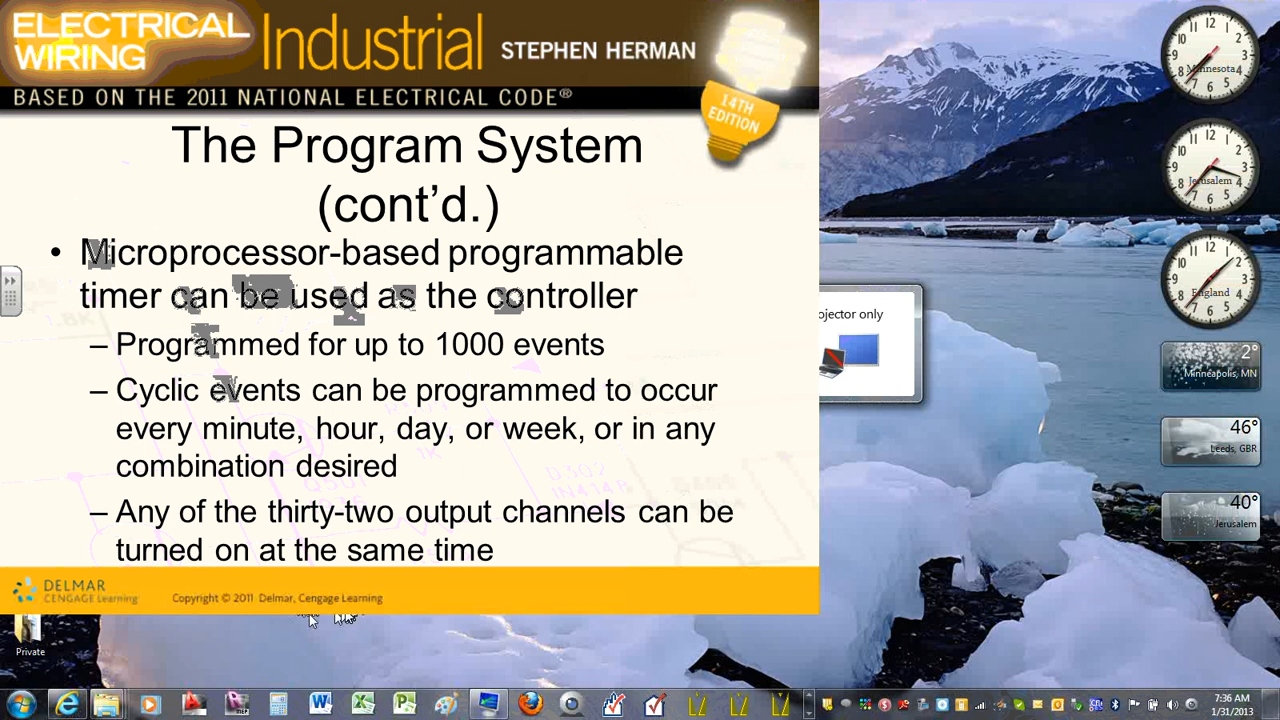 ELECTRICAL
WIRING
Industrial
STEPHEN HERMAN
BASED ON THE 2011 NATIONAL ELECTRICAL CODE®
14TH
EDITION
The Program System
(cont’d.)
• Microprocessor-based programmable
timer can be used as the controller
– Programmed for up to 1000 events
– Cyclic events can be programmed to occur
every minute, hour, day, or week, or in any
combination desired
– Any of the thirty-two output channels can be
turned on at the same time
DELMAR
CENGAGE Learning
Copyright © 2011 Delmar, Cengage Learning
ojector only
Minnesota
Jerusalem
England
2°
Minneapolis, MN
46°
Leeds, GBR
40°
Jerusalem
Private
7:36 AM
1/31/2013